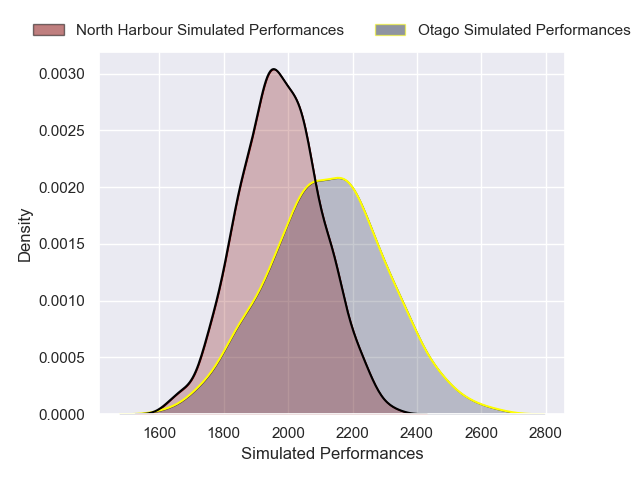 North Harbour Simulated Performances
Otago Simulated Performances
0.0030
0.0025
0.0020
0.0015
0.0010
0.0005
0.0000
Density
1600 1800 2000 2200 2400 2600 2800
Simulated Performances